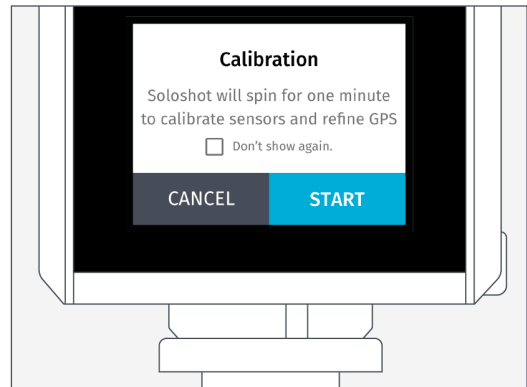 Calibration
Soloshot will spin for one minute
to calibrate sensors and refine GPS
Don't show again.
CANCEL START